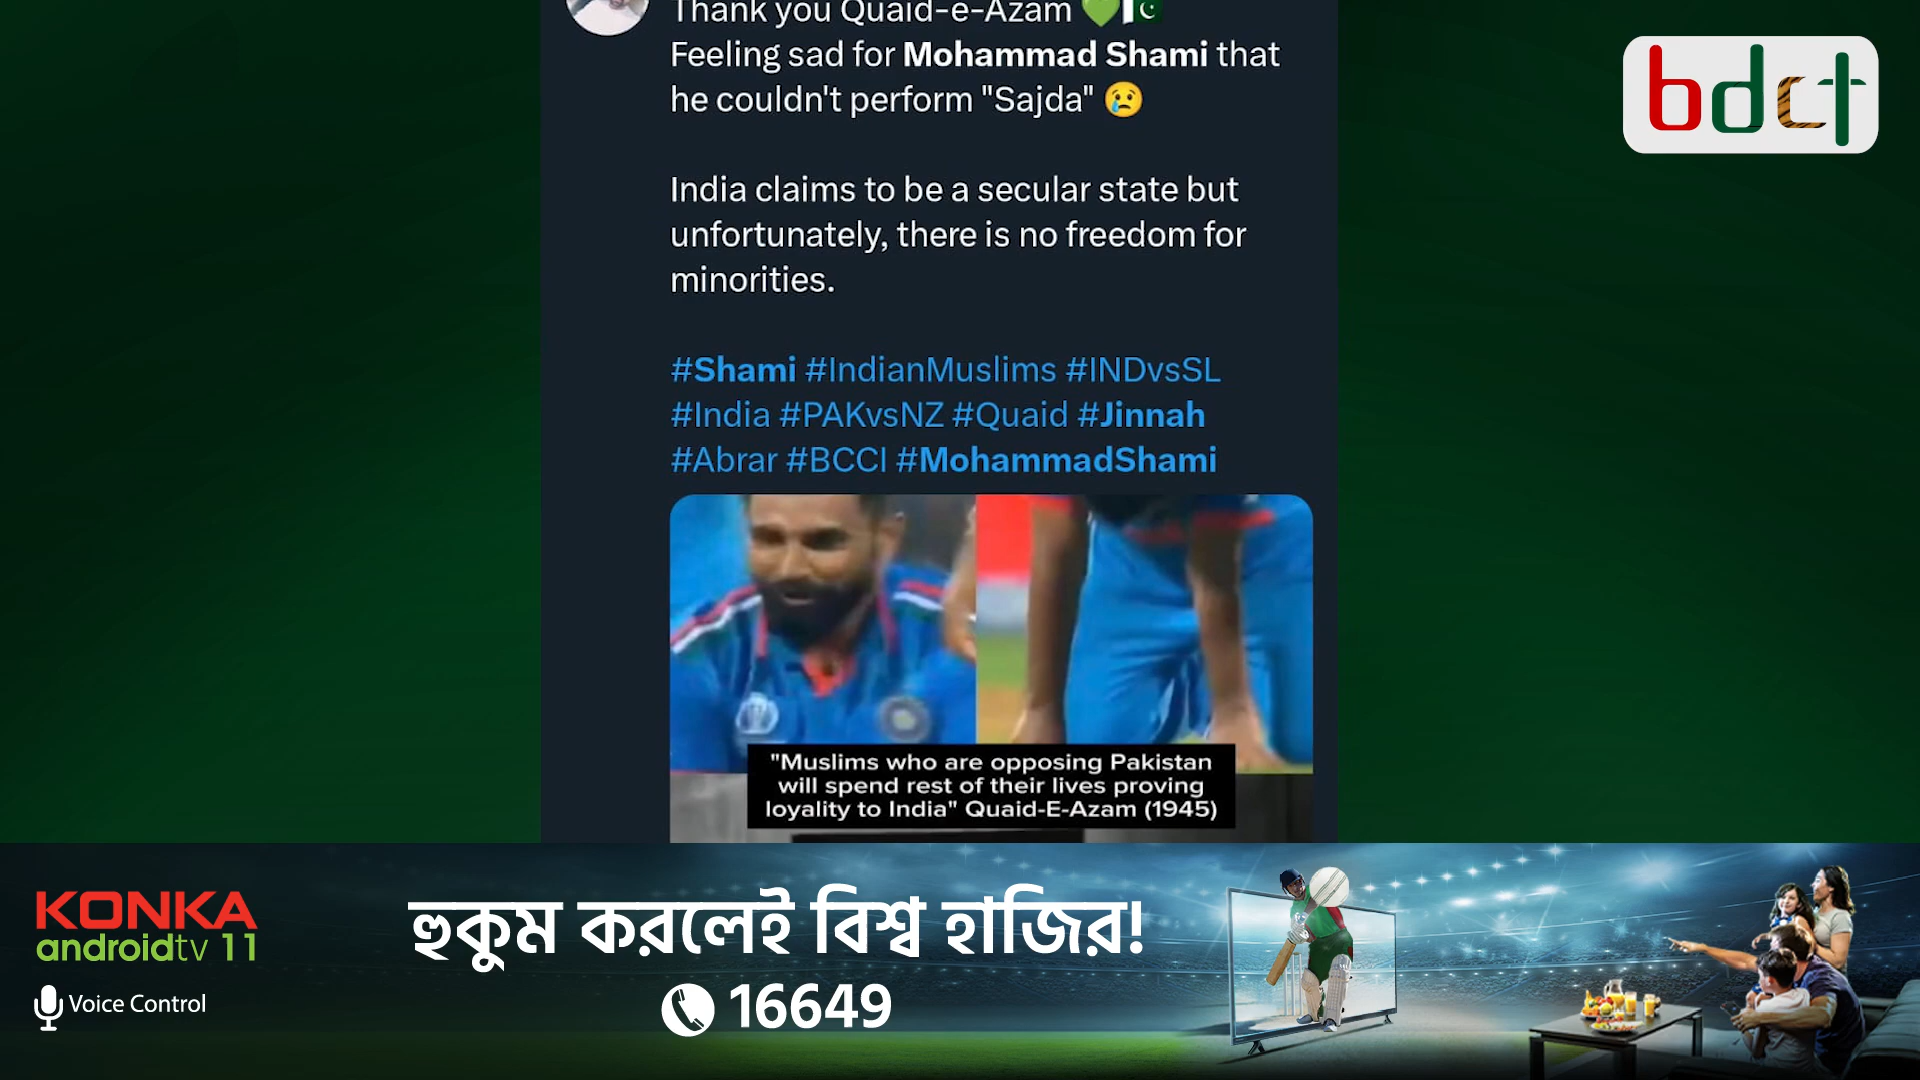 Thank you Quaid-e-Azam 💚🇵🇰
Feeling sad for Mohammad Shami that
he couldn't perform "Sajda" 😢
India claims to be a secular state but
unfortunately, there is no freedom for
minorities.
#Shami #IndianMuslims #INDvsSL
#India #PAKvsNZ #Quaid #Jinnah
#Abrar #BCCI #MohammadShami
"Muslims who are opposing Pakistan
will spend rest of their lives proving
loyality to India" Quaid-E-Azam (1945)
bdct
KONKA
androidtv 11
Voice Control
হুকুম করলেই বিশ্ব হাজির!
16649